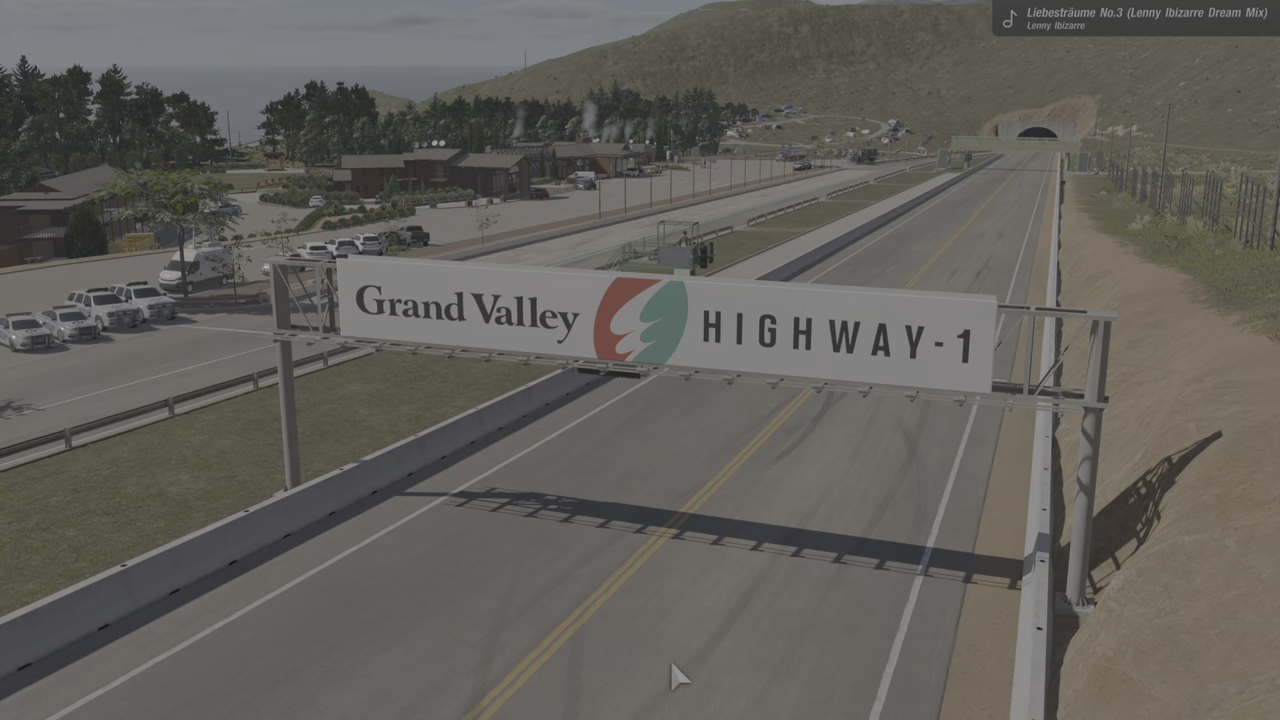 Liebesträume No.3 (Lenny Ibizarre Dream Mix)
Lenny Ibizarre
Grand Valley HIGHWAY-1